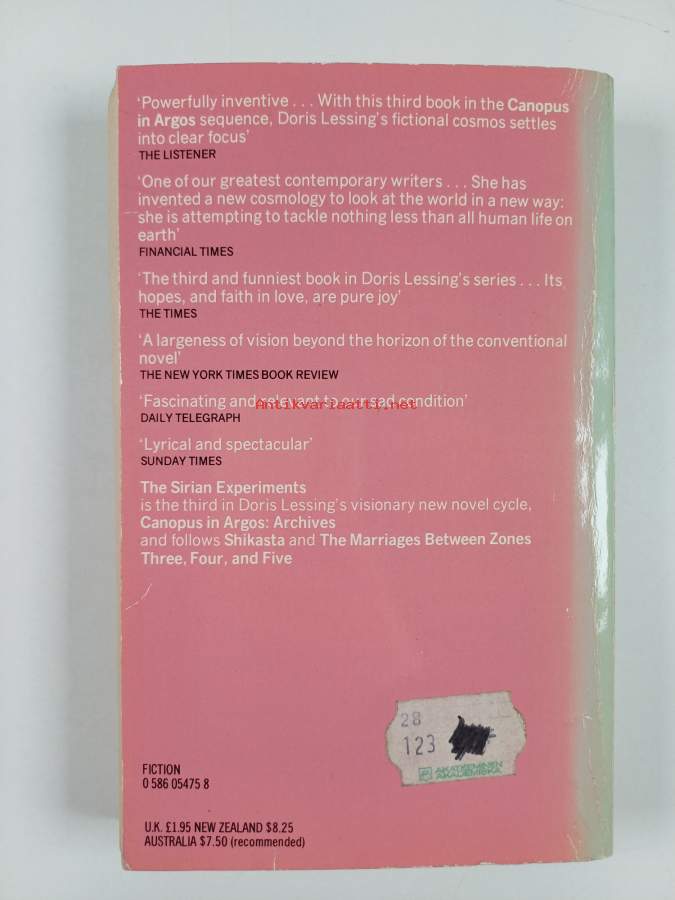 ‘Powerfully inventive . . . With this third book in the Canopus
in Argos sequence, Doris Lessing’s fictional cosmos settles
into clear focus’
THE LISTENER
‘One of our greatest contemporary writers . . . She has
invented a new cosmology to look at the world in a new way:
she is attempting to tackle nothing less than all human life on
earth’
FINANCIAL TIMES
‘The third and funniest book in Doris Lessing’s series . . . Its
hopes, and faith in love, are pure joy’
THE TIMES
‘A largeness of vision beyond the horizon of the conventional
novel’
THE NEW YORK TIMES BOOK REVIEW
‘Fascinating and relevant to our sad condition’
Antikvariaatti.net
DAILY TELEGRAPH
‘Lyrical and spectacular’
SUNDAY TIMES
The Sirian Experiments
is the third in Doris Lessing’s visionary new novel cycle,
Canopus in Argos: Archives
and follows Shikasta and The Marriages Between Zones
Three, Four, and Five
28
123
AKATEEMINEN
AKADEMISKA
FICTION
0 586 05475 8
U.K. £1.95 NEW ZEALAND $8.25
AUSTRALIA $7.50 (recommended)